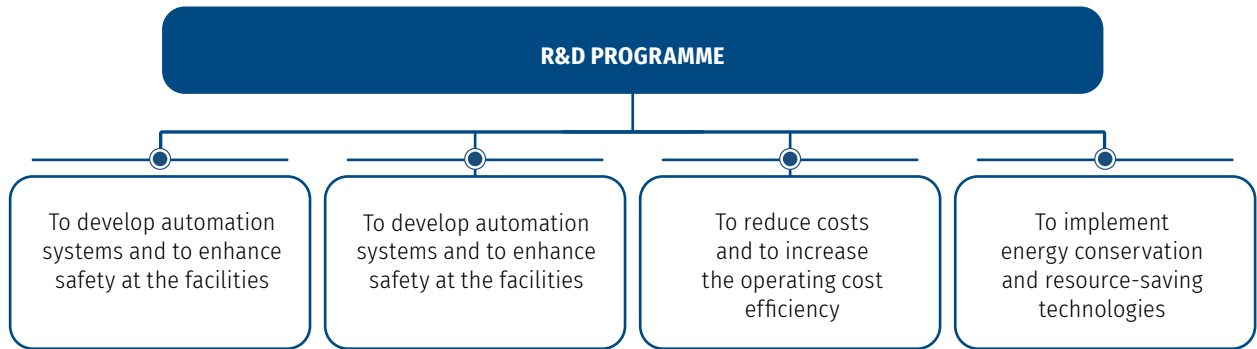 R&D PROGRAMME
To develop automation
systems and to enhance
safety at the facilities
To develop automation
systems and to enhance
safety at the facilities
To reduce costs
and to increase
the operating cost
efficiency
To implement
energy conservation
and resource-saving
technologies